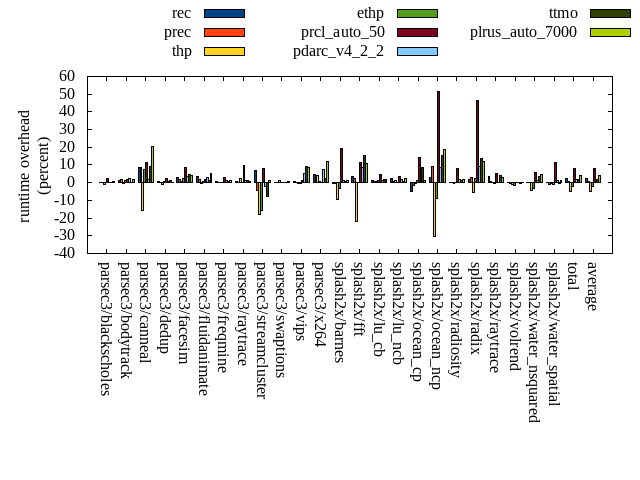 rec ethp ttmo
prec prcl_auto_50 plrus_auto_7000
thp pdarc_v4_2_2
runtime overhead
(percent)
60
50
40
30
20
10
0
-10
-20
-30
-40
parsec3/blackscholes
parsec3/bodytrack
parsec3/canneal
parsec3/dedup
parsec3/facesim
parsec3/fluidanimate
parsec3/freqmine
parsec3/raytrace
parsec3/streamcluster
parsec3/swaptions
parsec3/vips
parsec3/x264
splash2x/barnes
splash2x/fft
splash2x/lu_cb
splash2x/lu_ncb
splash2x/ocean_cp
splash2x/ocean_ncp
splash2x/radiosity
splash2x/radix
splash2x/raytrace
splash2x/volrend
splash2x/water_nsquared
splash2x/water_spatial
total
average